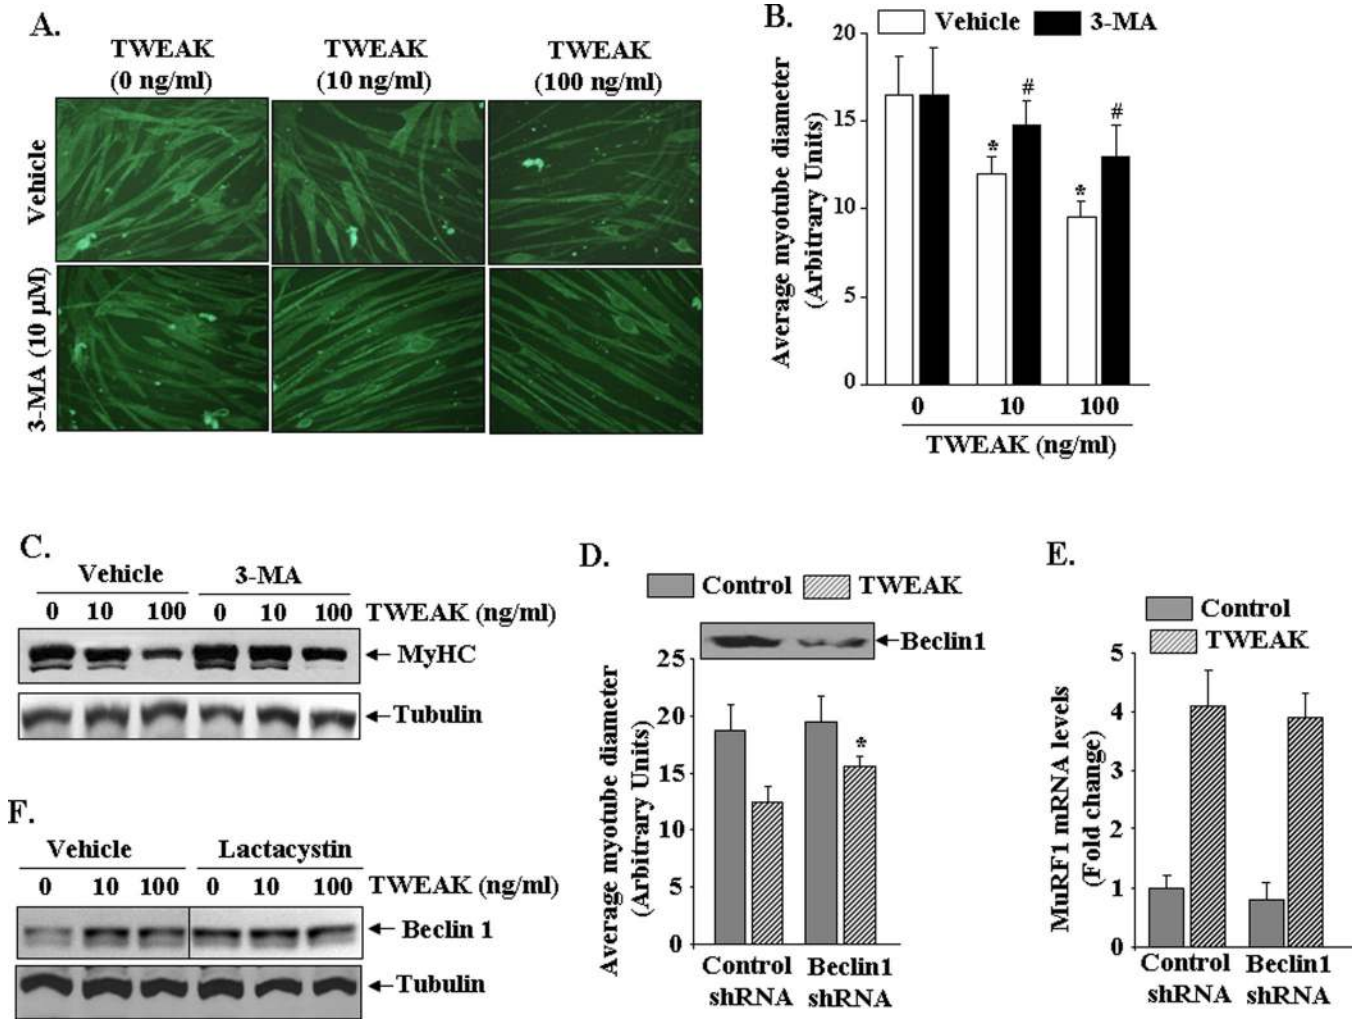 A.
TWEAK
(0 ng/ml)
TWEAK
(10 ng/ml)
TWEAK
(100 ng/ml)
Vehicle
3-MA (10 µM)
B.
Vehicle
3-MA
Average myotube diameter
(Arbitrary Units)
20
15
10
5
0
*
#
*
#
0 10 100
TWEAK (ng/ml)
C.
Vehicle 3-MA
0 10 100 0 10 100 TWEAK (ng/ml)
MyHC
Tubulin
D.
Control TWEAK
Beclin1
Average myotube diameter
(Arbitrary Units)
25
20
15
10
5
0
*
Control
shRNA
Beclin1
shRNA
E.
Control
TWEAK
MuRF1 mRNA levels
(Fold change)
5
4
3
2
1
0
Control
shRNA
Beclin1
shRNA
F.
Vehicle Lactacystin
0 10 100 0 10 100 TWEAK (ng/ml)
Beclin 1
Tubulin